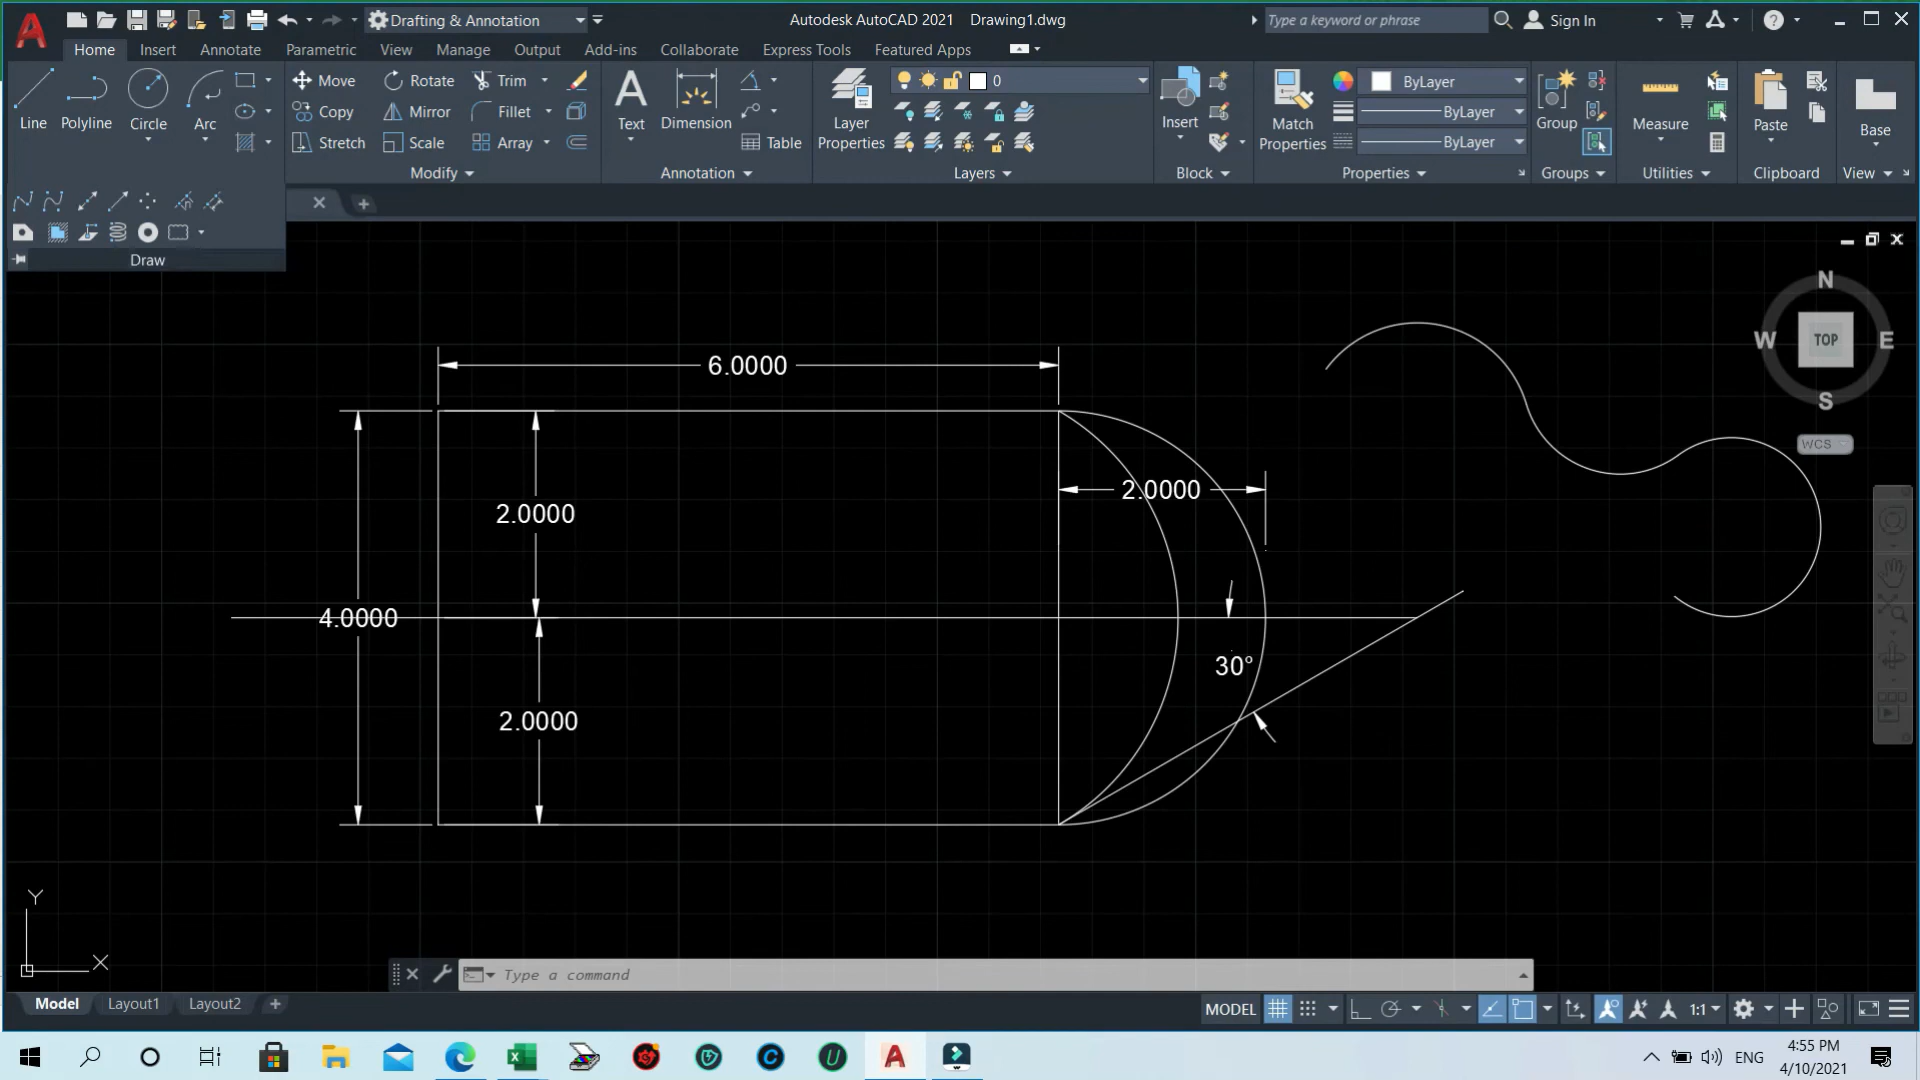 Drafting & Annotation
Autodesk AutoCAD 2021 Drawing1.dwg
Type a keyword or phrase
Sign In
Home Insert Annotate Parametric View Manage Output Add-ins Collaborate Express Tools Featured Apps
Line Polyline Circle Arc
Move Rotate Trim
Copy Mirror Fillet
Stretch Scale Array
Modify
Text Dimension Table
Annotation
Layer Properties
0
Layers
Insert
Block
Match Properties
ByLayer
ByLayer
ByLayer
Properties
Group
Groups
Measure
Utilities
Paste
Clipboard
Base
View
Draw
N
W TOP E
S
WCS
6.0000
2.0000
2.0000
4.0000
30°
2.0000
Y
X
Type a command
Model Layout1 Layout2
MODEL 1:1
ENG
4:55 PM
4/10/2021